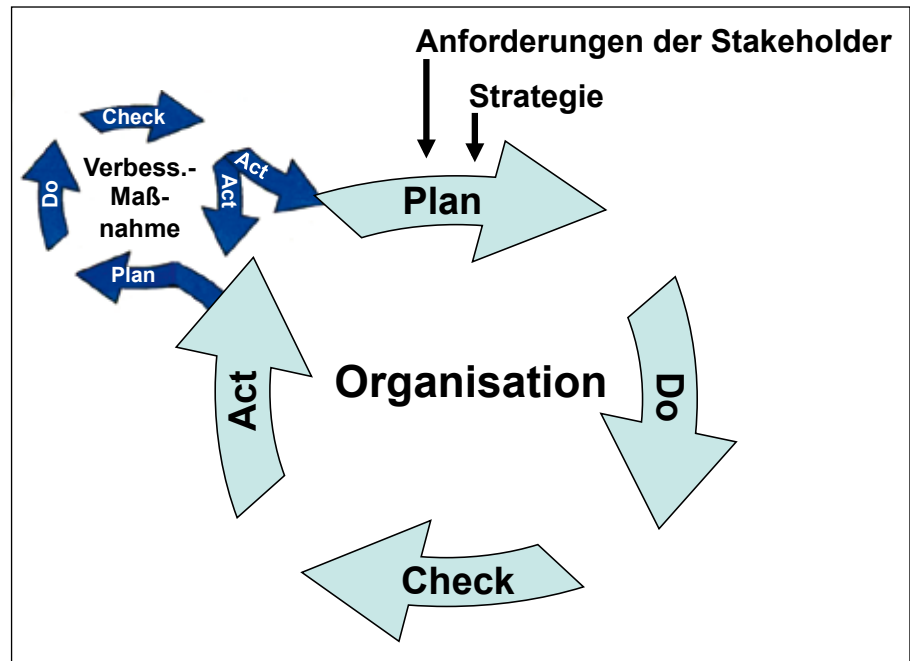 Anforderungen der Stakeholder
Strategie
Check
Verbess.-
Maß-
nahme
Do
Act
Act
Plan
Plan
Organisation
Do
Act
Check